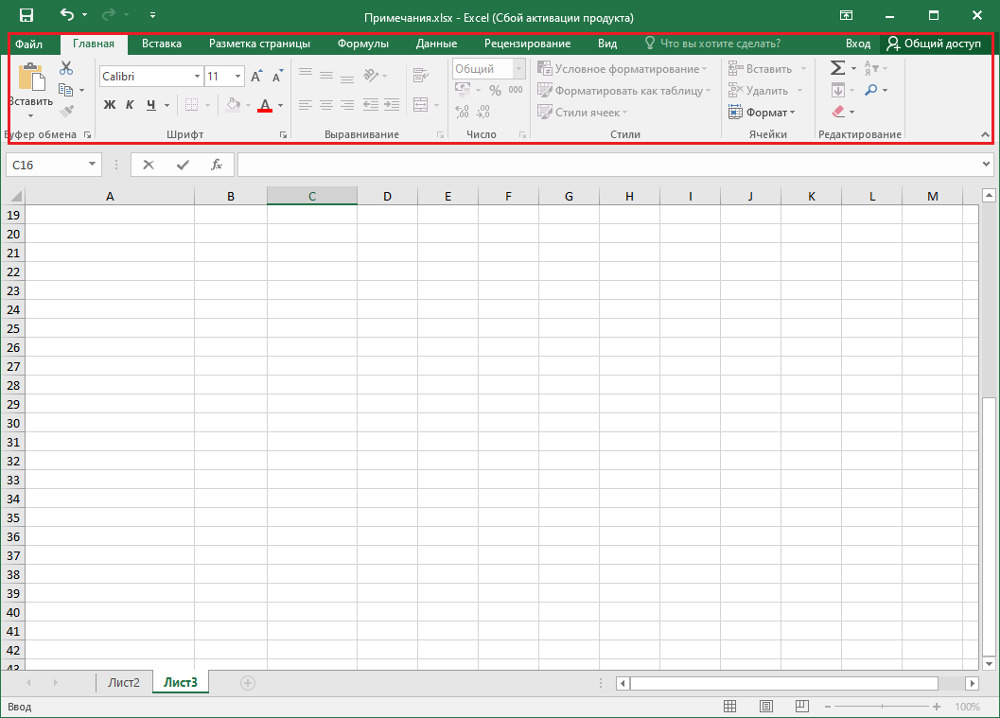 Примечания.xlsx - Excel (Сбой активации продукта)
Файл Главная Вставка Разметка страницы Формулы Данные Рецензирование Вид Что вы хотите сделать? Вход Общий доступ
Вставить
Calibri 11
Ж К Ч А
Общий
% 000
,00 ,00
Условное форматирование
Форматировать как таблицу
Стили ячеек
Вставить
Удалить
Формат
Буфер обмена Шрифт Выравнивание Число Стили Ячейки Редактирование
C16 fx
A B C D E F G H I J K L M
19
20
21
22
23
24
25
26
27
28
29
30
31
32
33
34
35
36
37
38
39
40
41
42
43
Лист2 Лист3
Ввод 100%